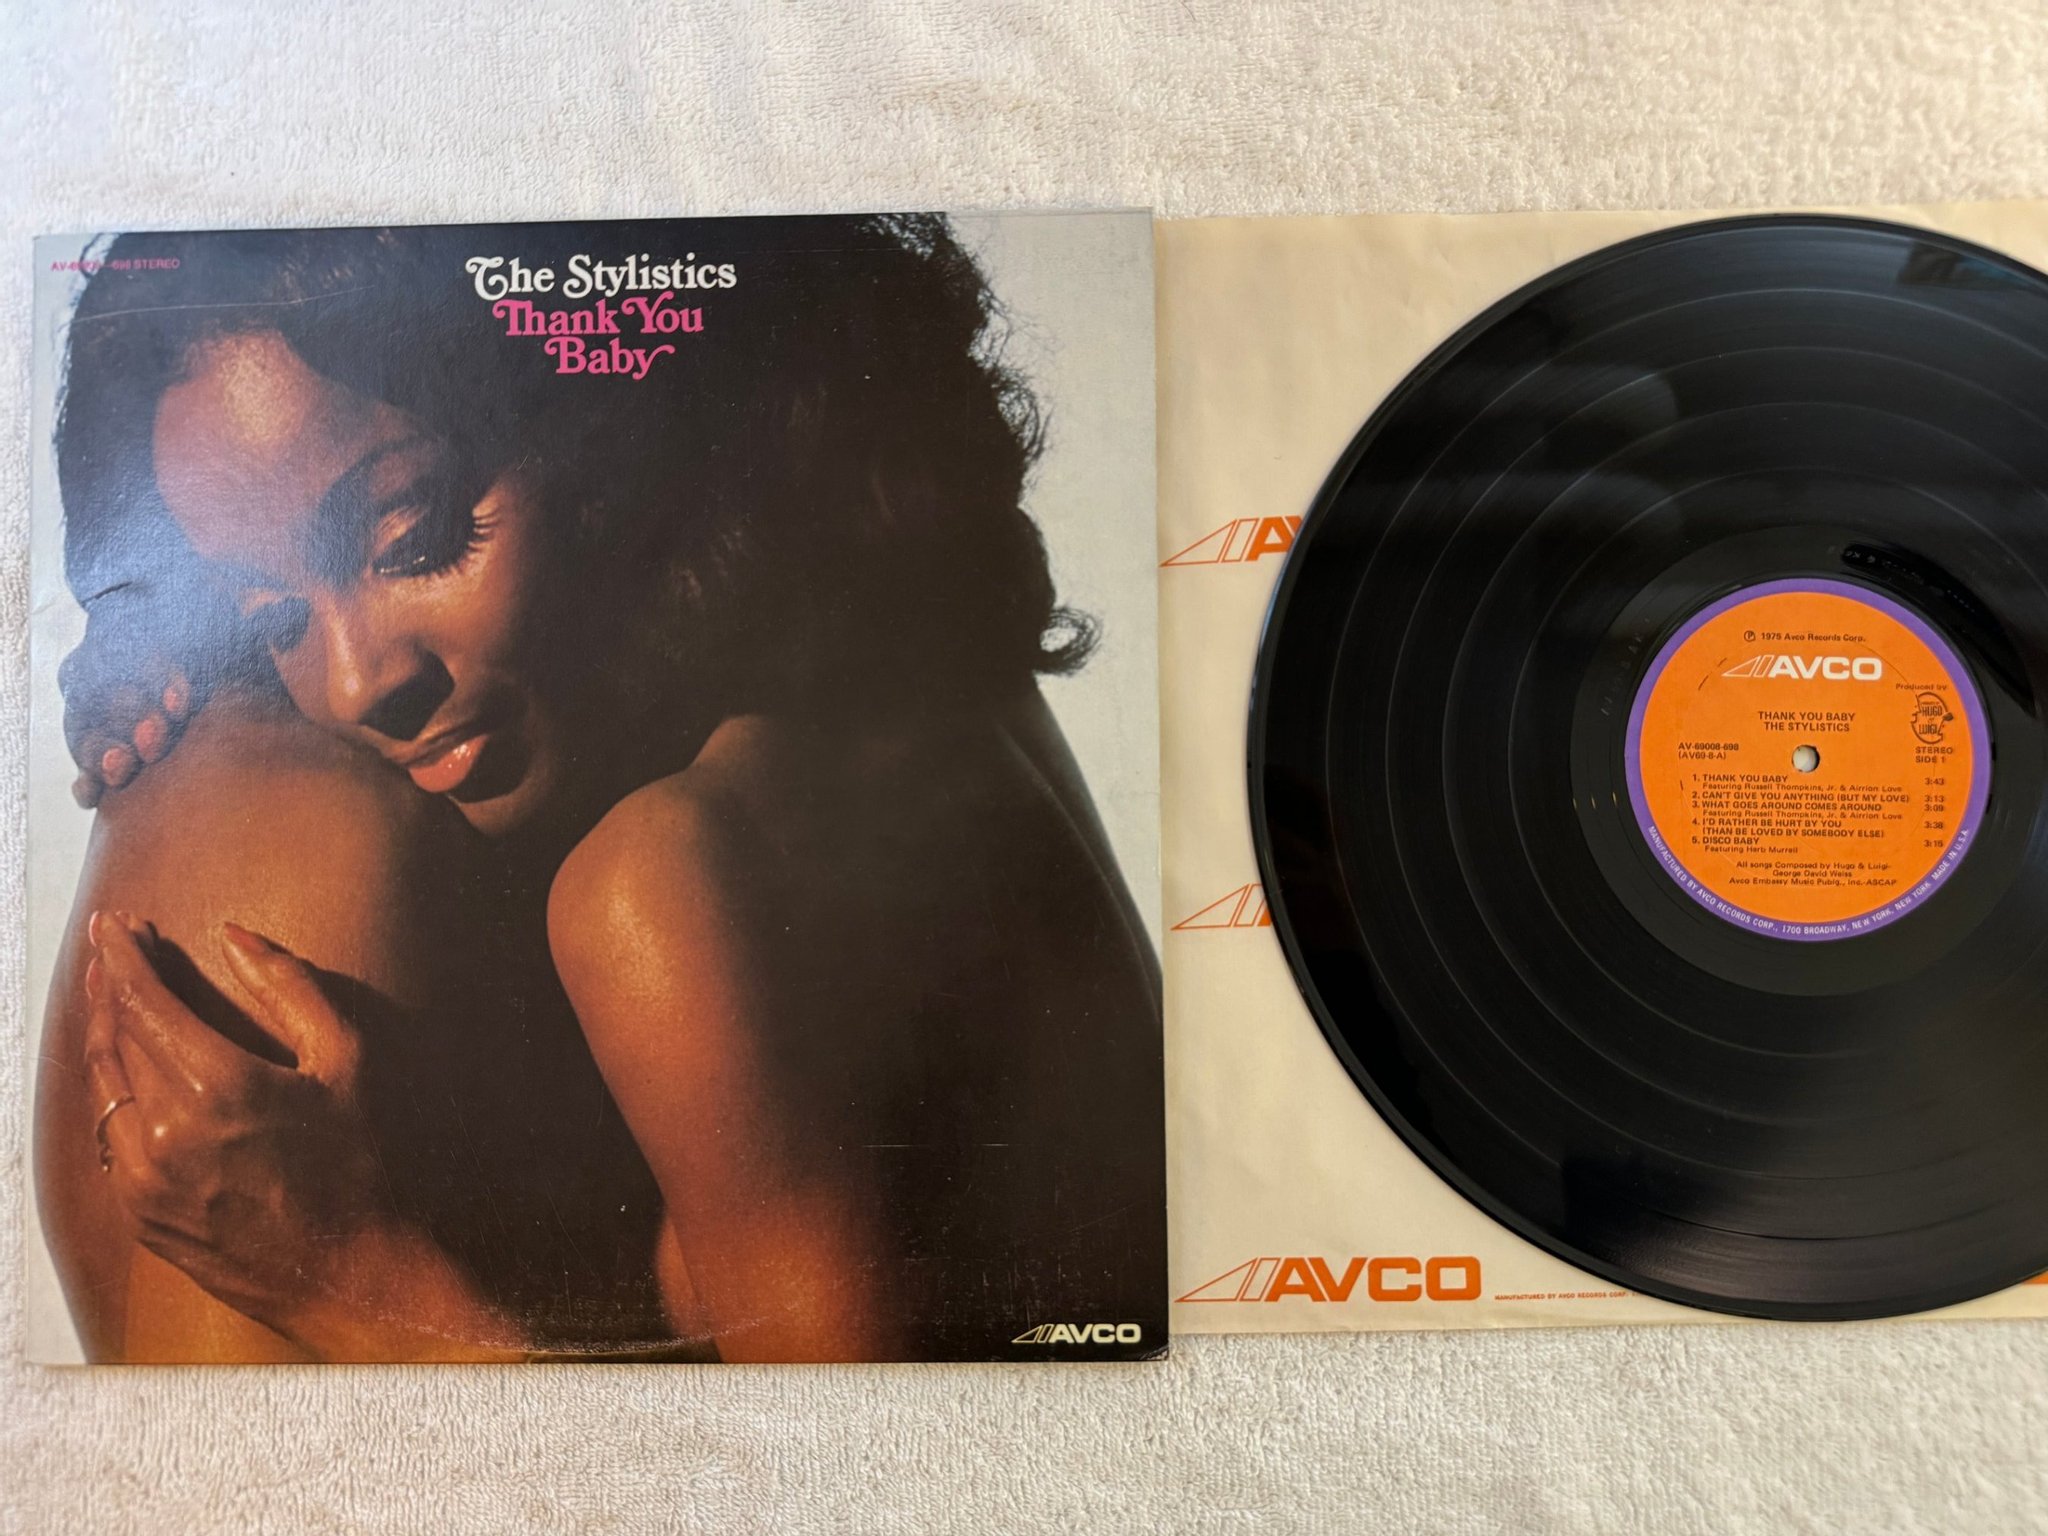 AV-69008-698 STEREO
The Stylistics
Thank You
Baby
AVCO
AVCO
MANUFACTURED BY AVCO RECORDS CORP.
℗ 1975 Avco Records Corp.
AVCO
Produced by
HUGO
LUIGI
THANK YOU BABY
THE STYLISTICS
AV-69008-698
(AV69-8-A)
STEREO
SIDE 1
1. THANK YOU BABY 3:43
Featuring Russell Thompkins, Jr. & Airrion Love
2. CAN'T GIVE YOU ANYTHING (BUT MY LOVE) 3:13
3. WHAT GOES AROUND COMES AROUND 3:09
Featuring Russell Thompkins, Jr. & Airrion Love
4. I'D RATHER BE HURT BY YOU 3:38
(THAN BE LOVED BY SOMEBODY ELSE)
5. DISCO BABY 3:15
Featuring Herb Murrell
All songs Composed by Hugo & Luigi-
George David Weiss
Avco Embassy Music Pubg., Inc.-ASCAP
MANUFACTURED BY AVCO RECORDS CORP., 1700 BROADWAY, NEW YORK, NEW YORK MADE IN U.S.A.